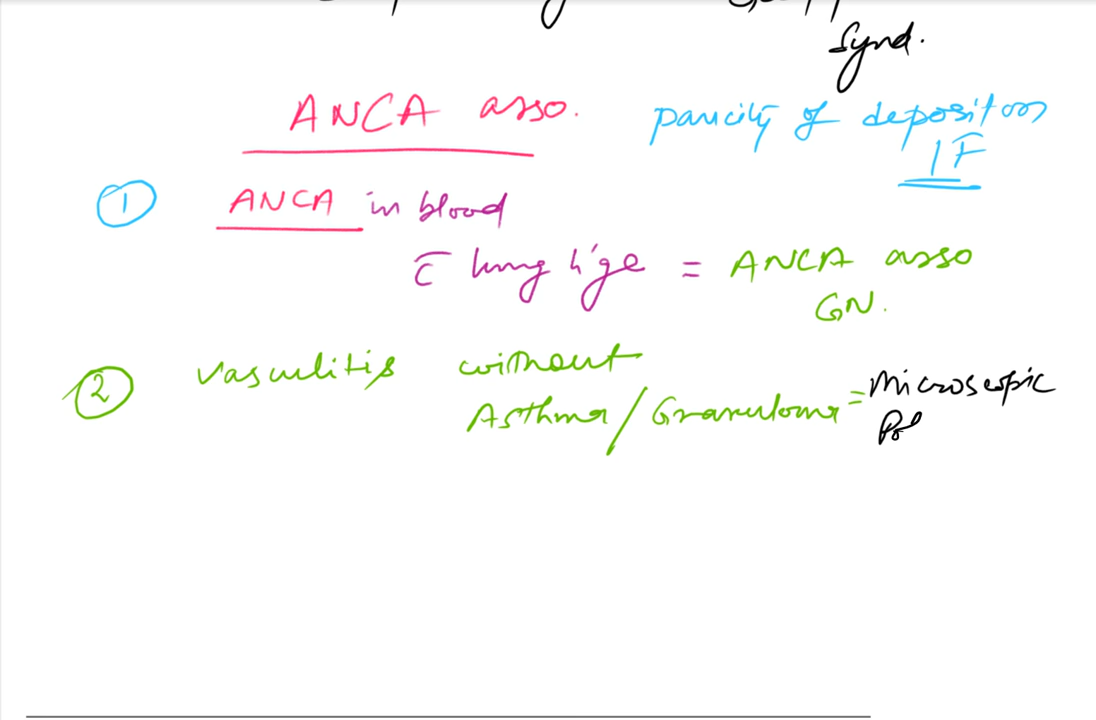 Synd.
ANCA asso. paucity of deposition
IF
① ANCA in blood
c̄ lung h'ge = ANCA asso
GN.
② vasculitis without
Asthma/Granuloma = Microscopic
Pol